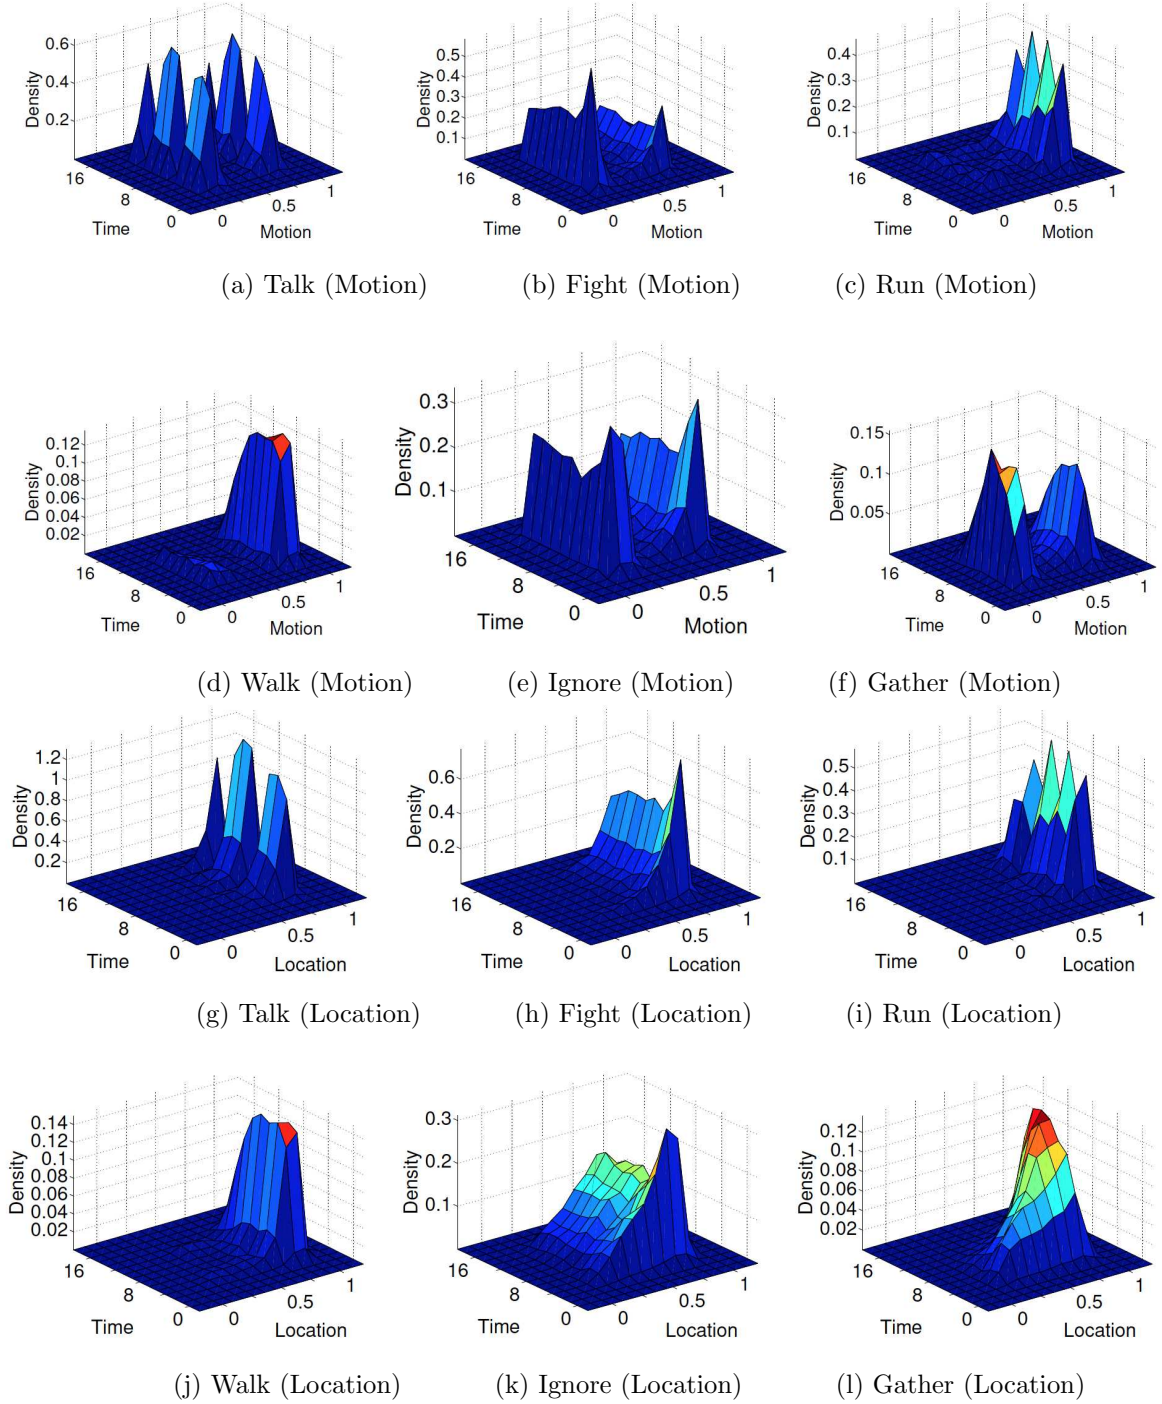 0.6
0.4
0.2
Density
16
8
0
Time
0
0.5
1
Motion
(a) Talk (Motion)
0.5
0.4
0.3
0.2
0.1
Density
16
8
0
Time
0
0.5
1
Motion
(b) Fight (Motion)
0.4
0.3
0.2
0.1
Density
16
8
0
Time
0
0.5
1
Motion
(c) Run (Motion)
0.12
0.1
0.08
0.06
0.04
0.02
Density
16
8
0
Time
0
0.5
1
Motion
(d) Walk (Motion)
0.3
0.2
0.1
Density
16
8
0
Time
0
0.5
1
Motion
(e) Ignore (Motion)
0.15
0.1
0.05
Density
16
8
0
Time
0
0.5
1
Motion
(f) Gather (Motion)
1.2
1
0.8
0.6
0.4
0.2
Density
16
8
0
Time
0
0.5
1
Location
(g) Talk (Location)
0.6
0.4
0.2
Density
16
8
0
Time
0
0.5
1
Location
(h) Fight (Location)
0.5
0.4
0.3
0.2
0.1
Density
16
8
0
Time
0
0.5
1
Location
(i) Run (Location)
0.14
0.12
0.1
0.08
0.06
0.04
0.02
Density
16
8
0
Time
0
0.5
1
Location
(j) Walk (Location)
0.3
0.2
0.1
Density
16
8
0
Time
0
0.5
1
Location
(k) Ignore (Location)
0.12
0.1
0.08
0.06
0.04
0.02
Density
16
8
0
Time
0
0.5
1
Location
(l) Gather (Location)